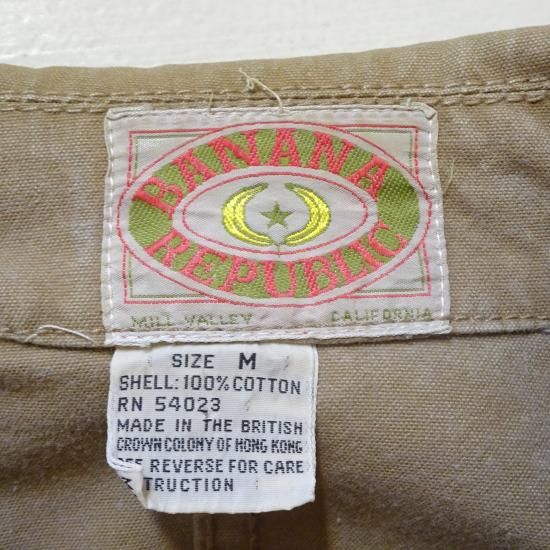 BANANA
REPUBLIC
MILL VALLEY CALIFORNIA
SIZE M
SHELL: 100% COTTON
RN 54023
MADE IN THE BRITISH
CROWN COLONY OF HONG KONG
REVERSE FOR CARE
TRUCTION